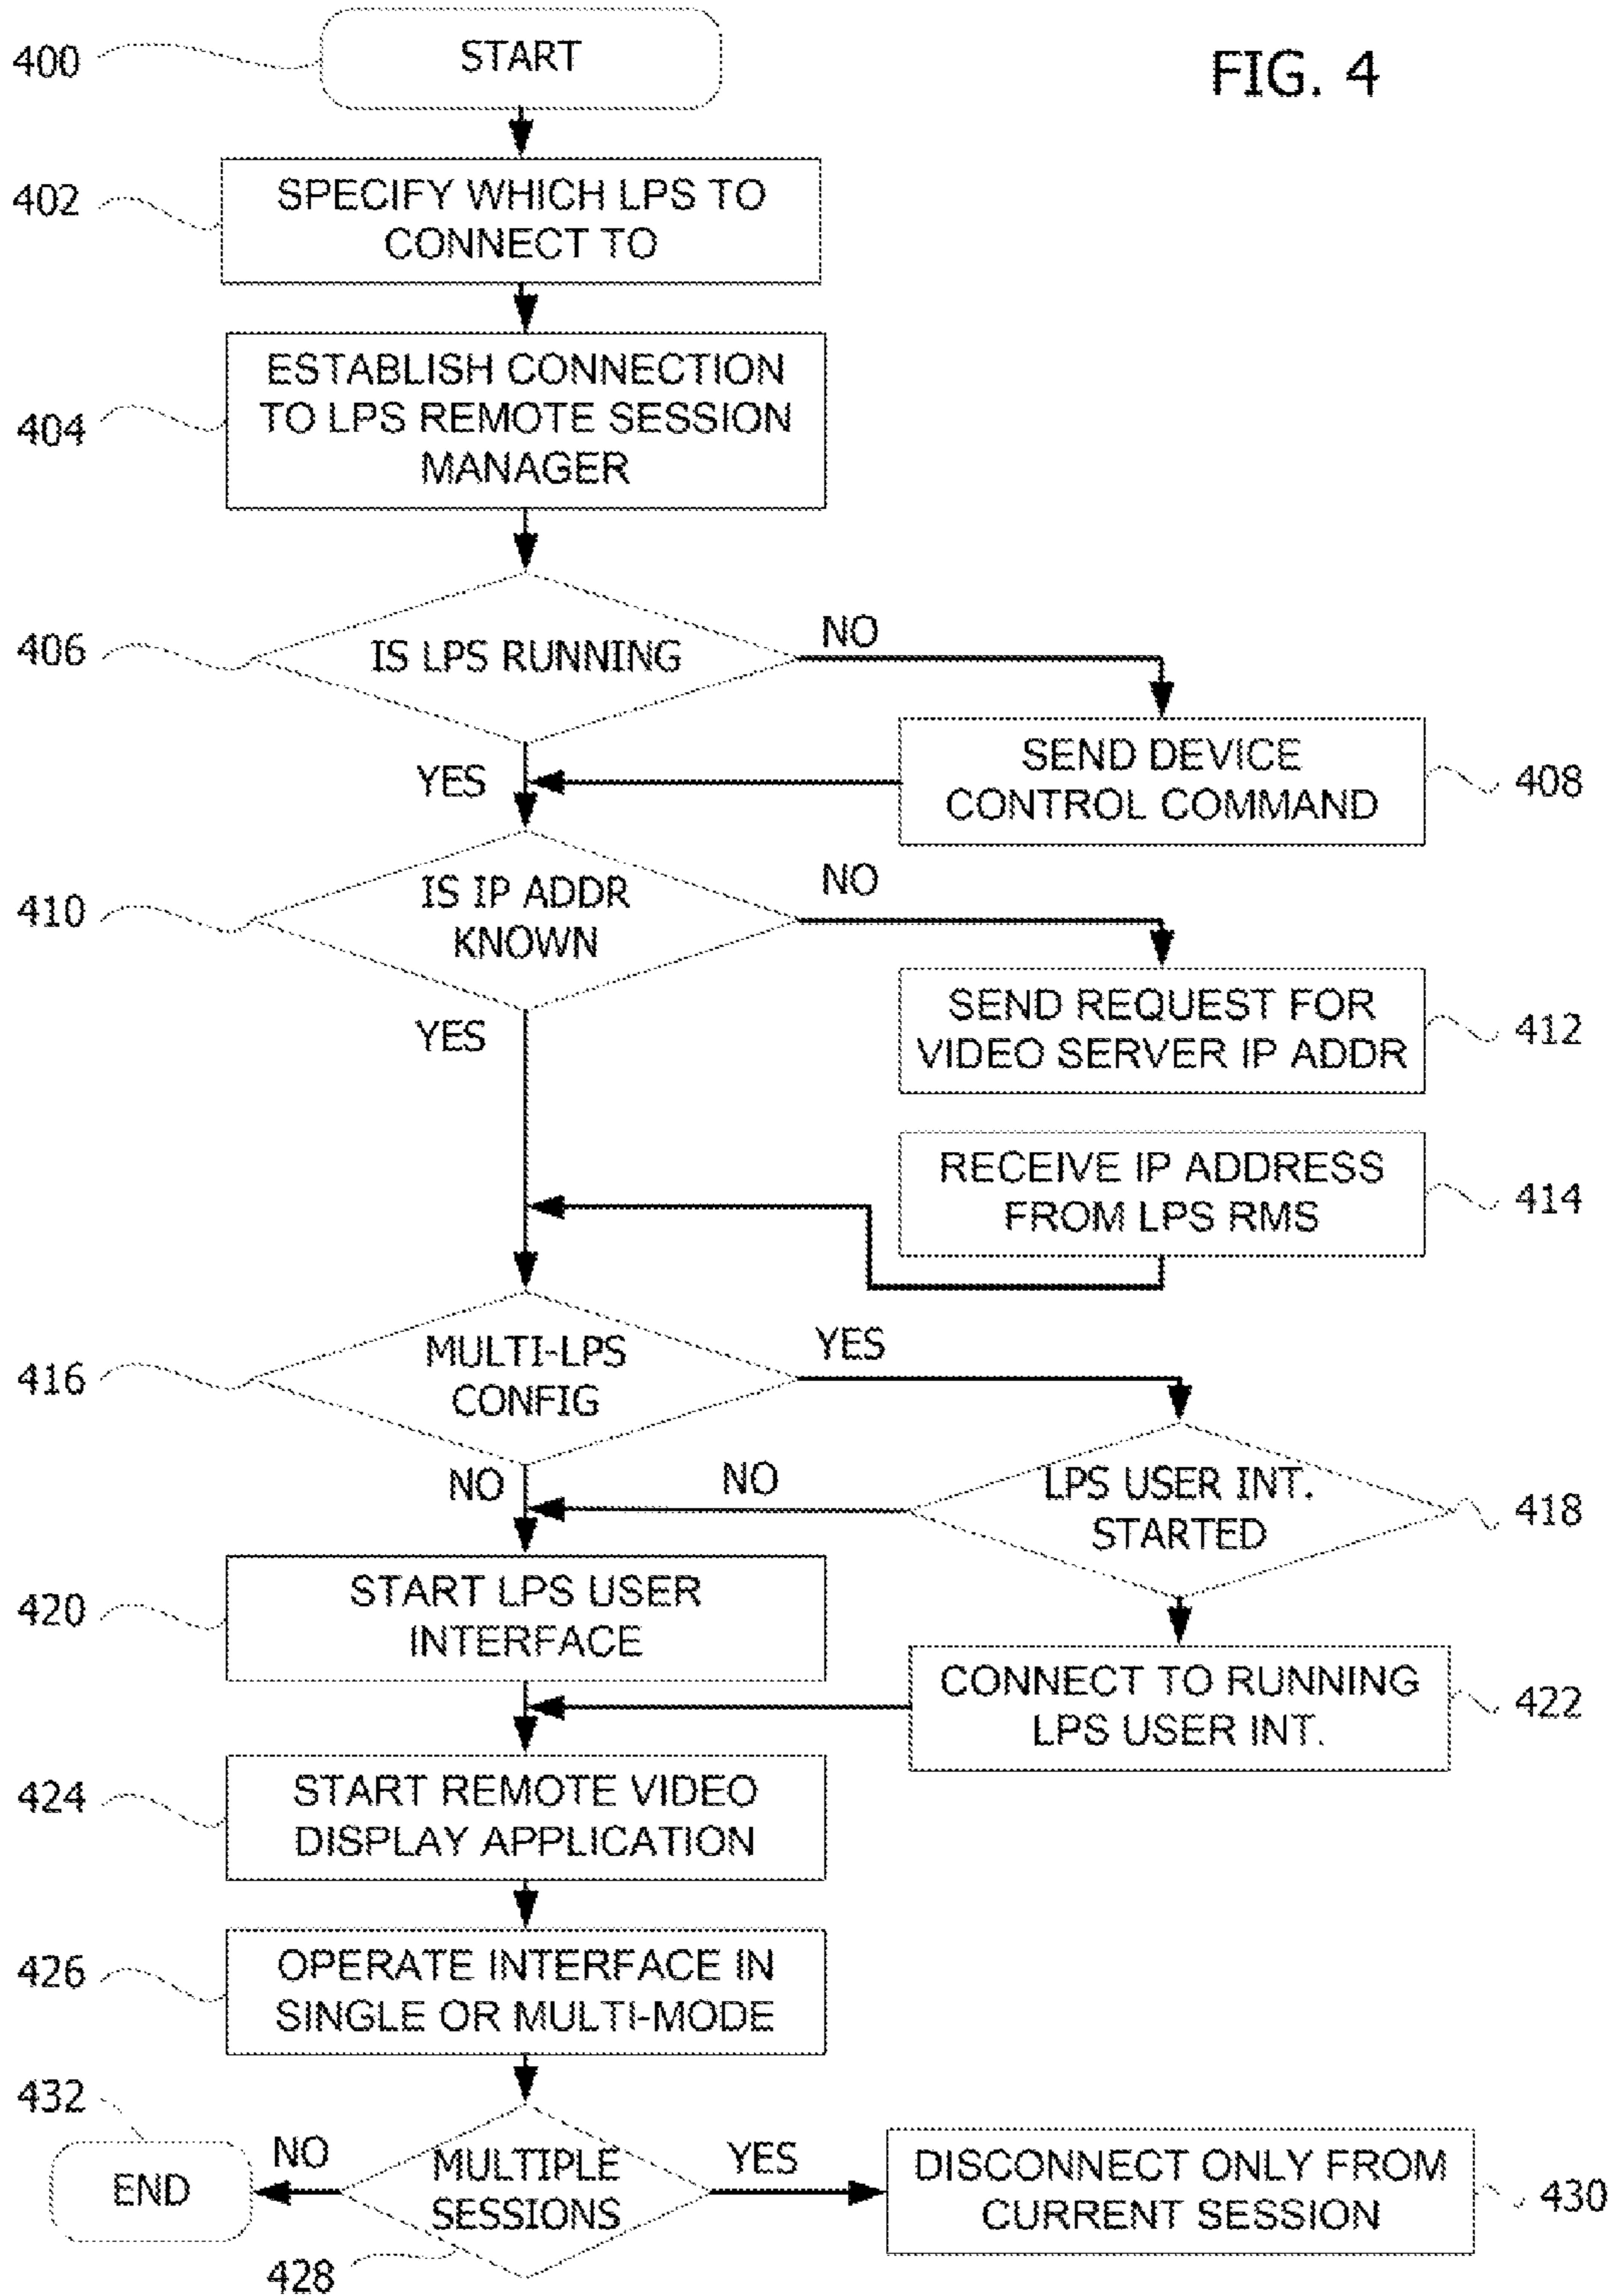 400
START
FIG. 4
402
SPECIFY WHICH LPS TO
CONNECT TO
404
ESTABLISH CONNECTION
TO LPS REMOTE SESSION
MANAGER
406
IS LPS RUNNING
NO
YES
SEND DEVICE
CONTROL COMMAND
408
410
IS IP ADDR
KNOWN
NO
YES
SEND REQUEST FOR
VIDEO SERVER IP ADDR
412
RECEIVE IP ADDRESS
FROM LPS RMS
414
416
MULTI-LPS
CONFIG
YES
NO
NO
LPS USER INT.
STARTED
418
420
START LPS USER
INTERFACE
CONNECT TO RUNNING
LPS USER INT.
422
424
START REMOTE VIDEO
DISPLAY APPLICATION
426
OPERATE INTERFACE IN
SINGLE OR MULTI-MODE
432
END
NO
MULTIPLE
SESSIONS
428
YES
DISCONNECT ONLY FROM
CURRENT SESSION
430